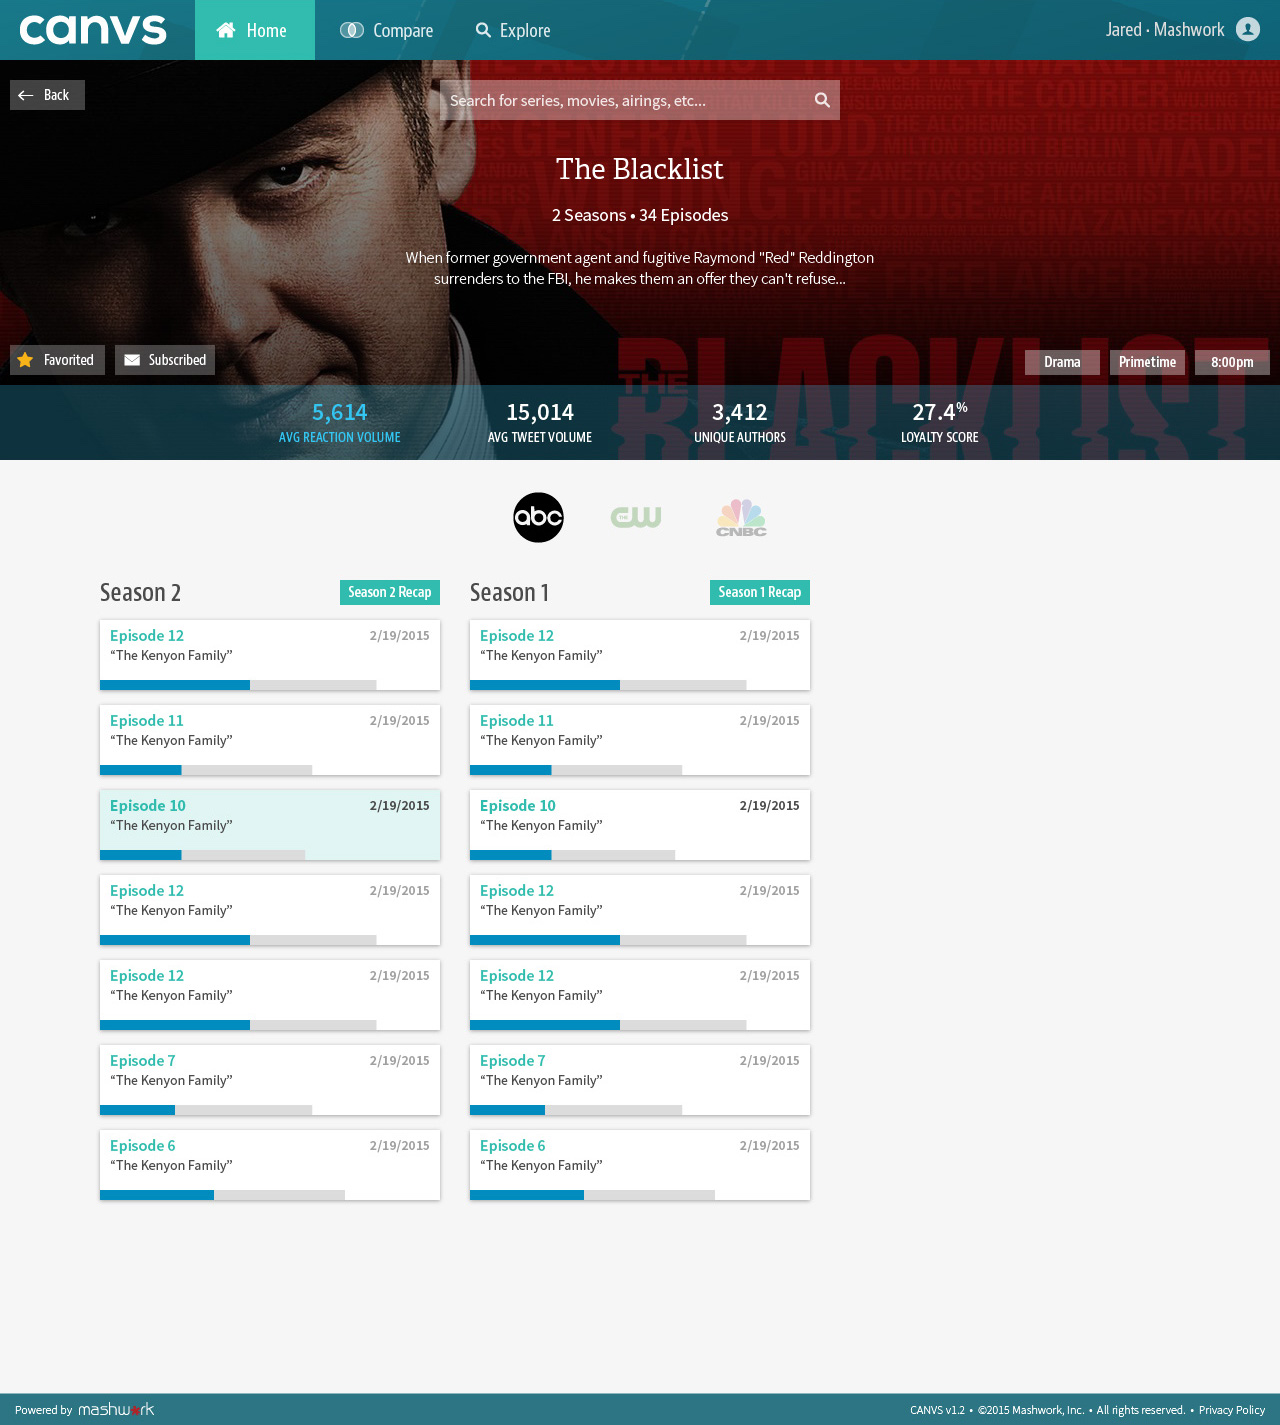 canvs
Home
Compare
Explore
Jared · Mashwork
Back
Search for series, movies, airings, etc...
The Blacklist
2 Seasons • 34 Episodes
When former government agent and fugitive Raymond "Red" Reddington
surrenders to the FBI, he makes them an offer they can't refuse...
Favorited
Subscribed
Drama
Primetime
8:00pm
THE
BLACKLIST
5,614
AVG REACTION VOLUME
15,014
AVG TWEET VOLUME
3,412
UNIQUE AUTHORS
27.4%
LOYALTY SCORE
abc
THE CW
CNBC
Season 2
Season 2 Recap
Episode 12
2/19/2015
“The Kenyon Family”
Episode 11
2/19/2015
“The Kenyon Family”
Episode 10
2/19/2015
“The Kenyon Family”
Episode 12
2/19/2015
“The Kenyon Family”
Episode 12
2/19/2015
“The Kenyon Family”
Episode 7
2/19/2015
“The Kenyon Family”
Episode 6
2/19/2015
“The Kenyon Family”
Season 1
Season 1 Recap
Episode 12
2/19/2015
“The Kenyon Family”
Episode 11
2/19/2015
“The Kenyon Family”
Episode 10
2/19/2015
“The Kenyon Family”
Episode 12
2/19/2015
“The Kenyon Family”
Episode 12
2/19/2015
“The Kenyon Family”
Episode 7
2/19/2015
“The Kenyon Family”
Episode 6
2/19/2015
“The Kenyon Family”
Powered by mashwork
CANVS v1.2 • ©2015 Mashwork, Inc. • All rights reserved. • Privacy Policy